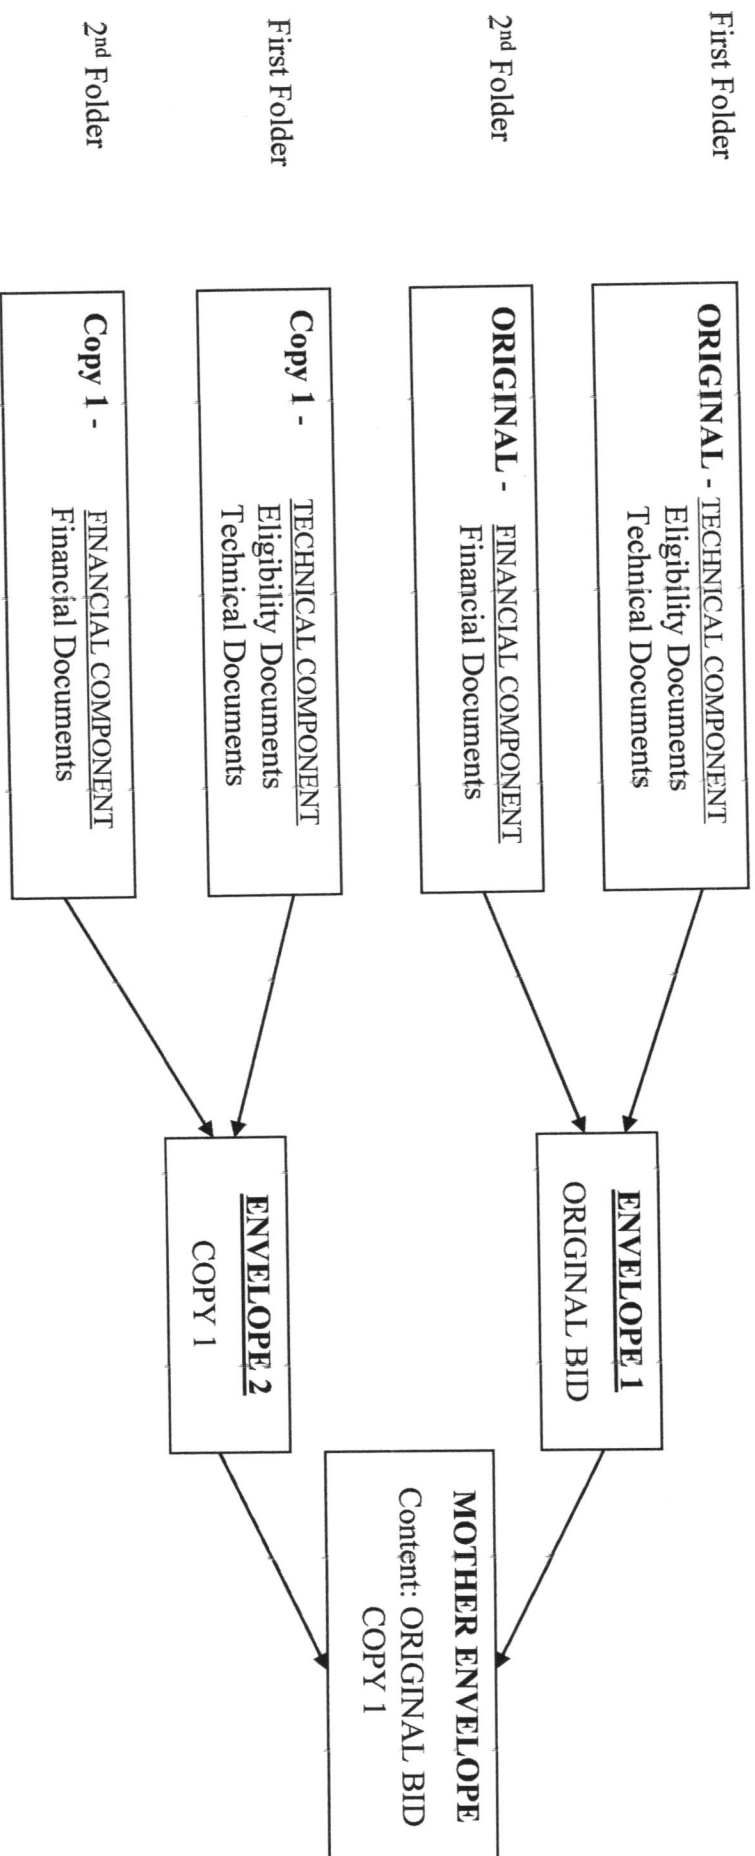 First Folder
ORIGINAL - TECHNICAL COMPONENT
Eligibility Documents
Technical Documents
2nd Folder
ORIGINAL - FINANCIAL COMPONENT
Financial Documents
First Folder
Copy 1 - TECHNICAL COMPONENT
Eligibility Documents
Technical Documents
2nd Folder
Copy 1 - FINANCIAL COMPONENT
Financial Documents
ENVELOPE 1
ORIGINAL BID
ENVELOPE 2
COPY 1
MOTHER ENVELOPE
Content: ORIGINAL BID
COPY 1